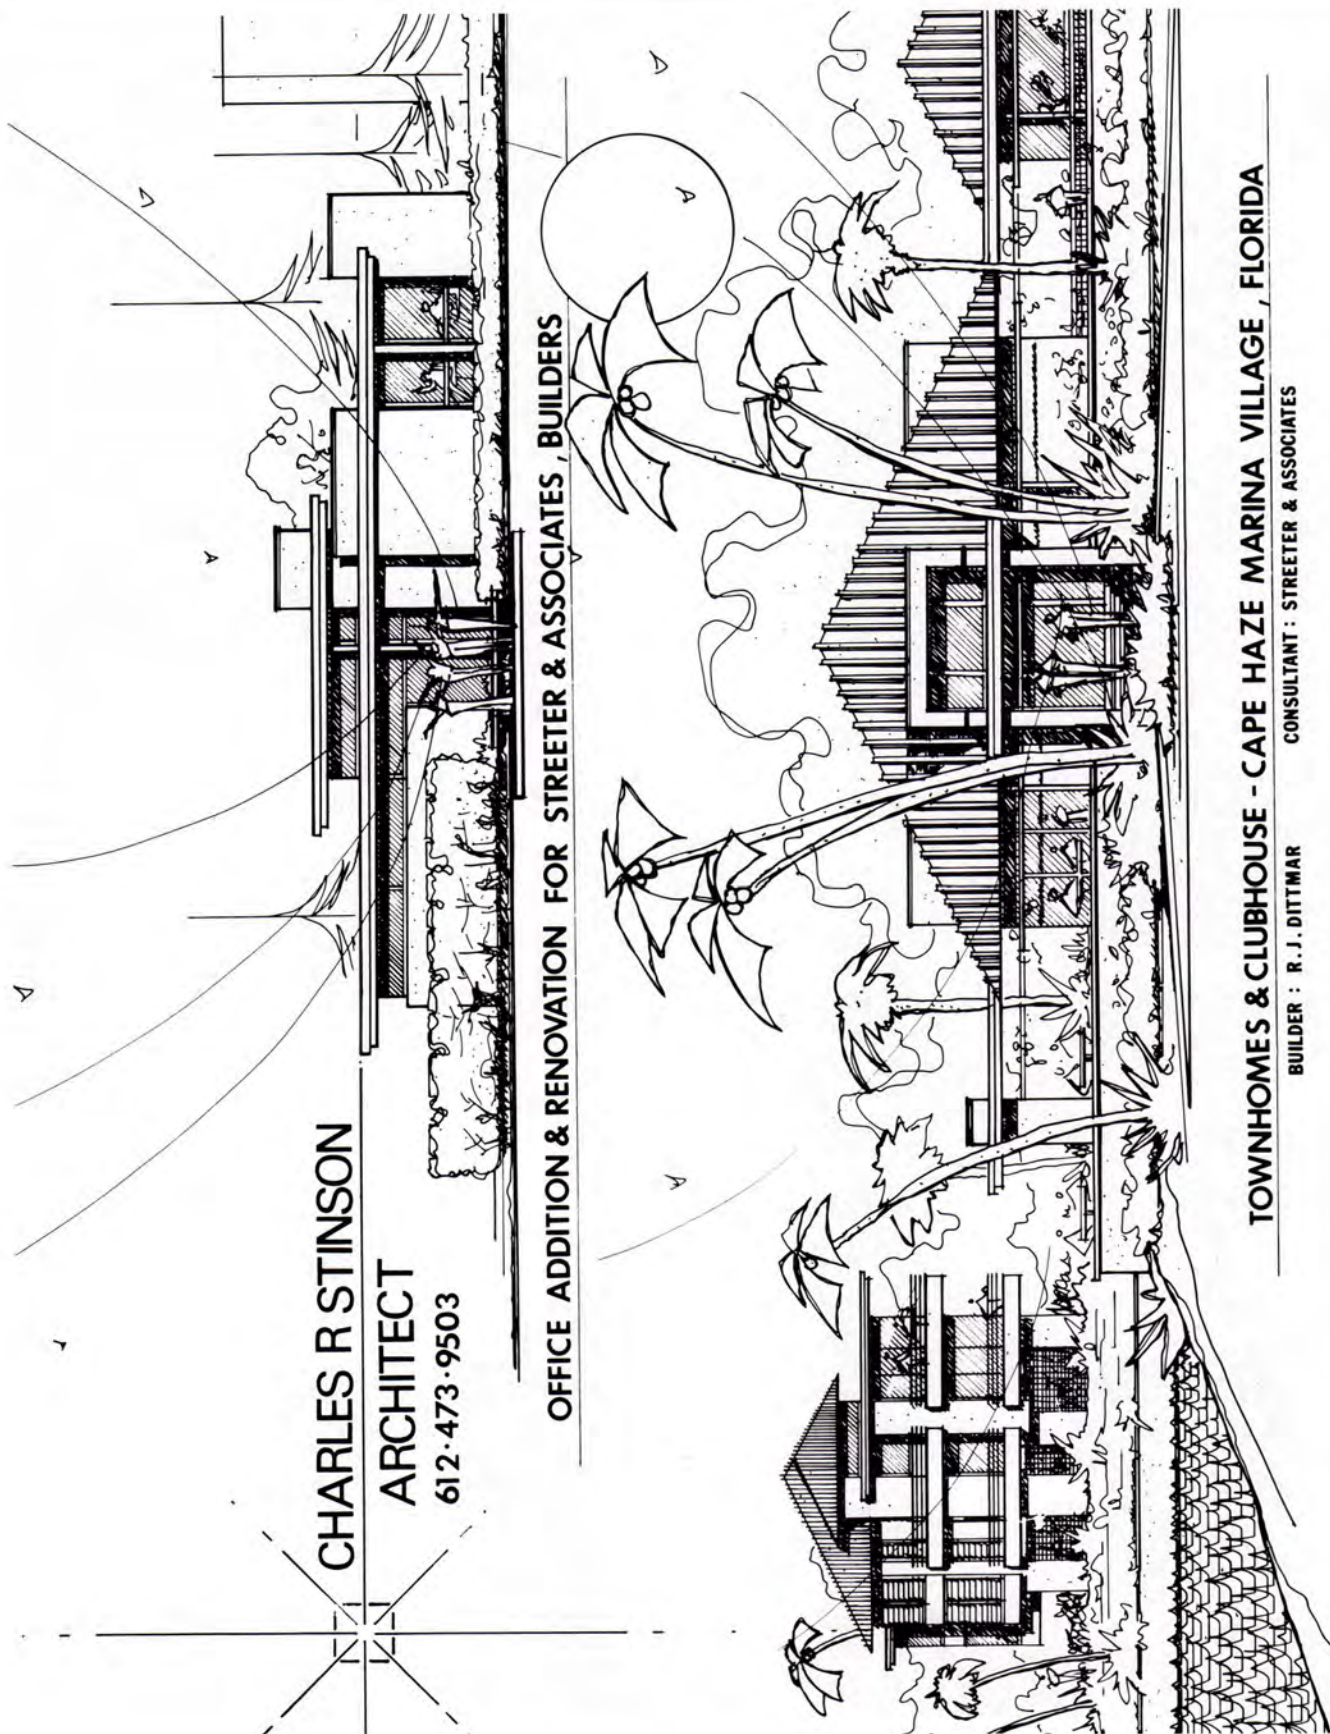 CHARLES R STINSON
ARCHITECT
612·473·9503
OFFICE ADDITION & RENOVATION FOR STREETER & ASSOCIATES, BUILDERS
TOWNHOMES & CLUBHOUSE - CAPE HAZE MARINA VILLAGE, FLORIDA
BUILDER : R.J. DITTMAR CONSULTANT : STREETER & ASSOCIATES